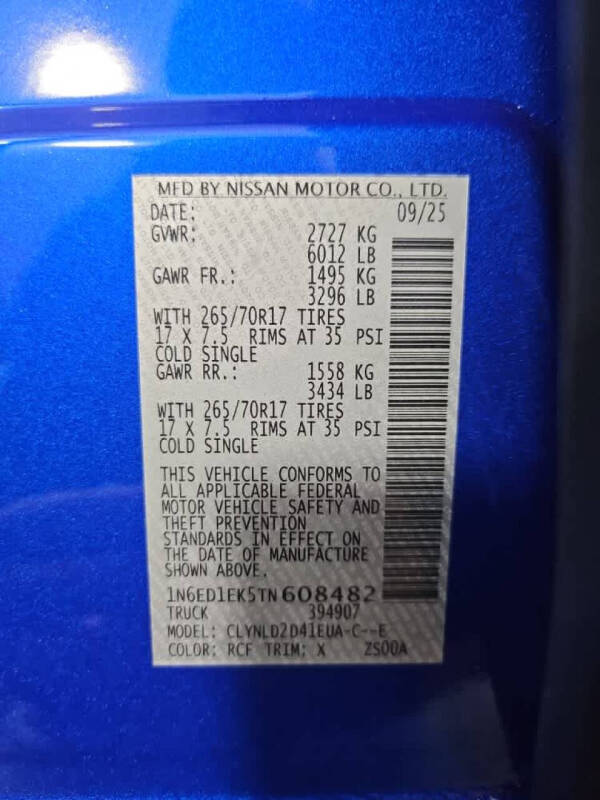 MFD BY NISSAN MOTOR CO., LTD.
DATE: 09/25
GVWR: 2727 KG
6012 LB
GAWR FR.: 1495 KG
3296 LB
WITH 265/70R17 TIRES
17 X 7.5 RIMS AT 35 PSI
COLD SINGLE
GAWR RR.: 1558 KG
3434 LB
WITH 265/70R17 TIRES
17 X 7.5 RIMS AT 35 PSI
COLD SINGLE
THIS VEHICLE CONFORMS TO
ALL APPLICABLE FEDERAL
MOTOR VEHICLE SAFETY AND
THEFT PREVENTION
STANDARDS IN EFFECT ON
THE DATE OF MANUFACTURE
SHOWN ABOVE.
1N6ED1EK5TN608482
TRUCK 394907
MODEL: CLYNLD2D41EUA-C--E
COLOR: RCF TRIM: X ZS00A